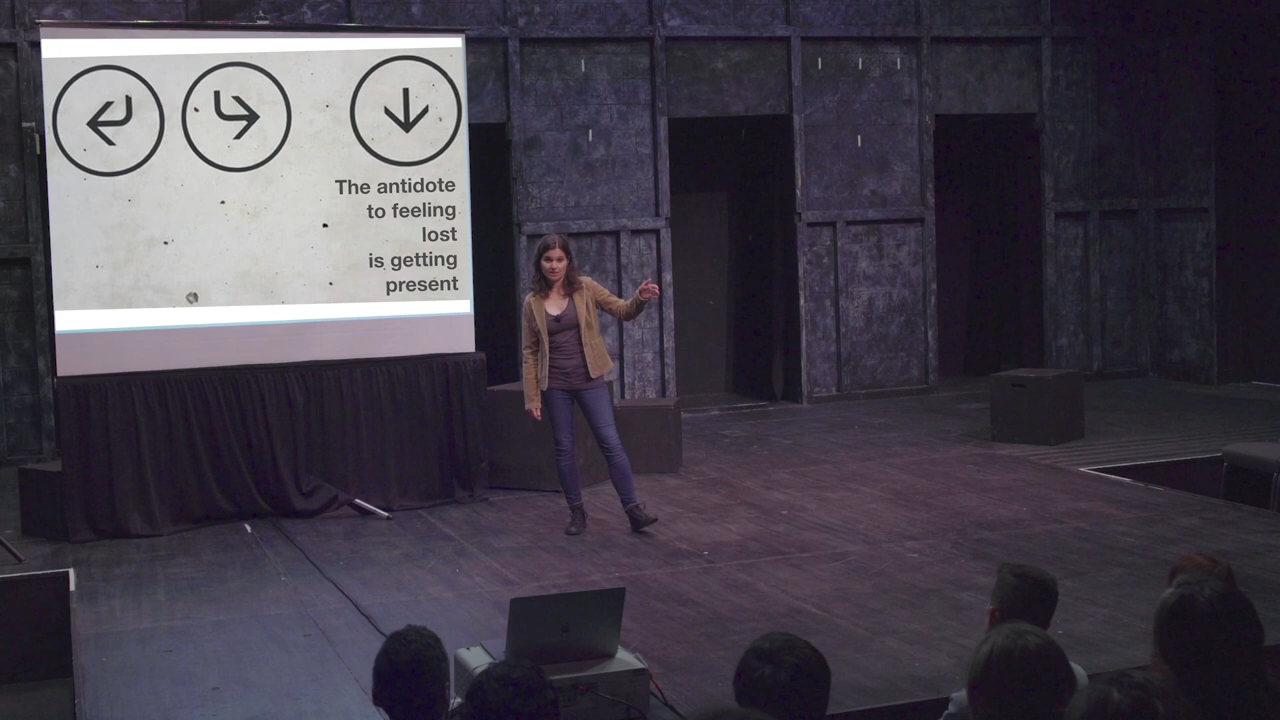 The antidote
to feeling
lost
is getting
present